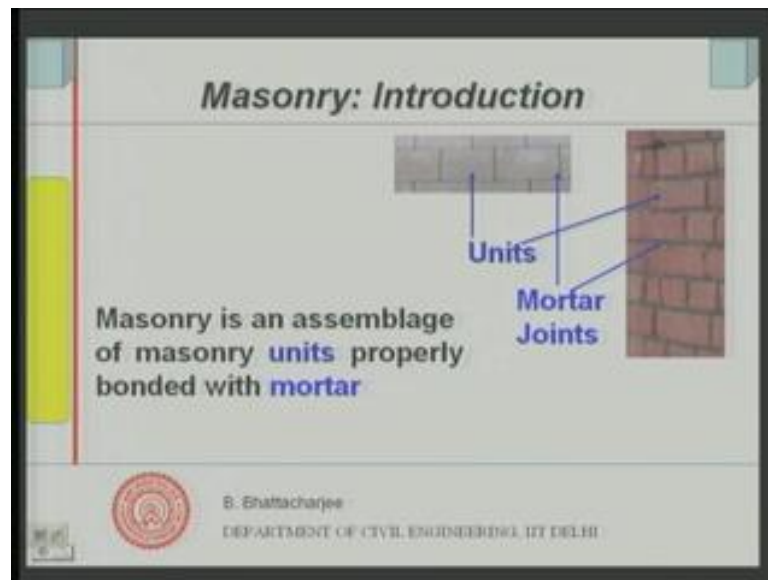 Masonry: Introduction
Units
Mortar
Joints
Masonry is an assemblage
of masonry units properly
bonded with mortar
B. Bhattacharjee
DEPARTMENT OF CIVIL ENGINEERING, IIT DELHI